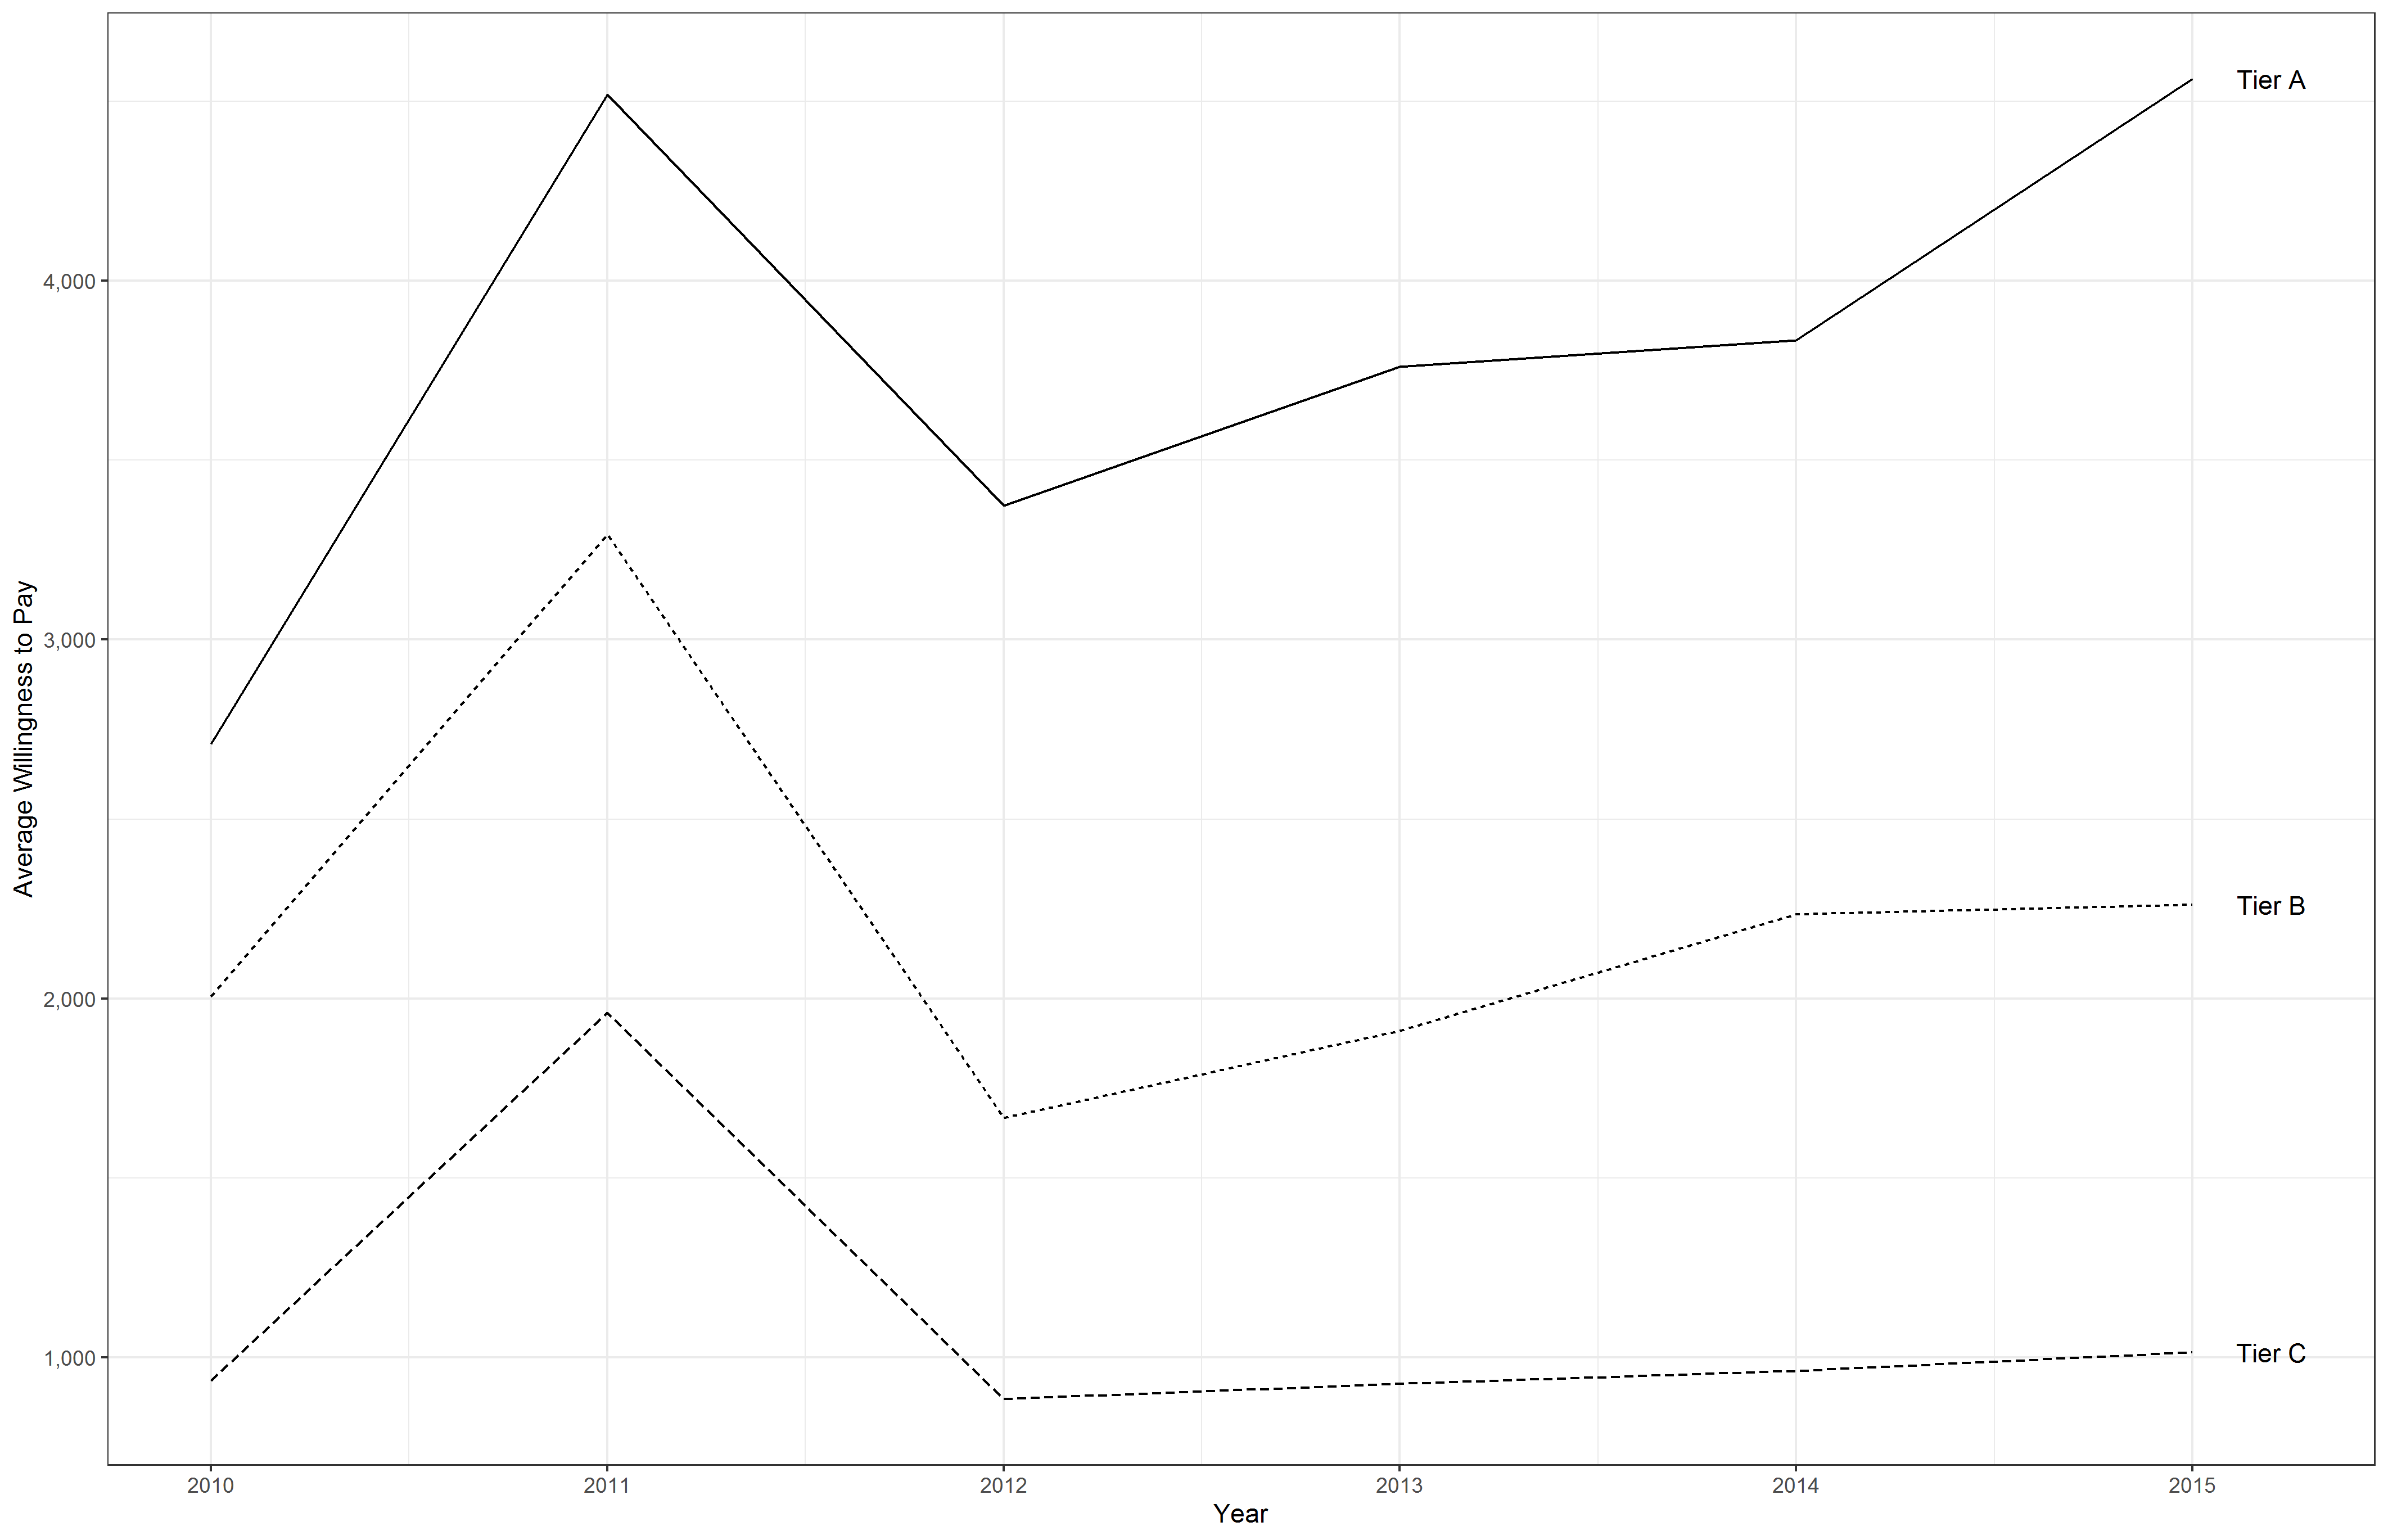 Tier A
4,000
3,000
Average Willingness to Pay
Tier B
2,000
Tier C
1,000
2010 2011 2012 2013 2014 2015
Year